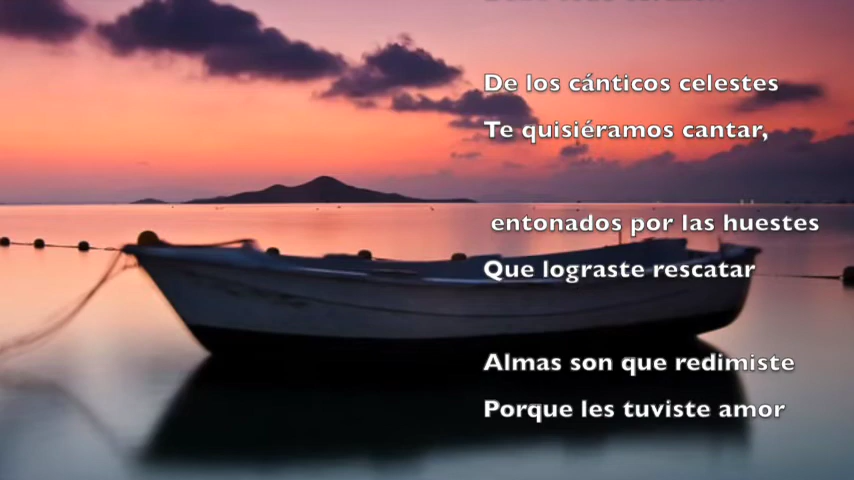 De los cánticos celestes
Te quisiéramos cantar,
entonados por las huestes
Que lograste rescatar
Almas son que redimiste
Porque les tuviste amor